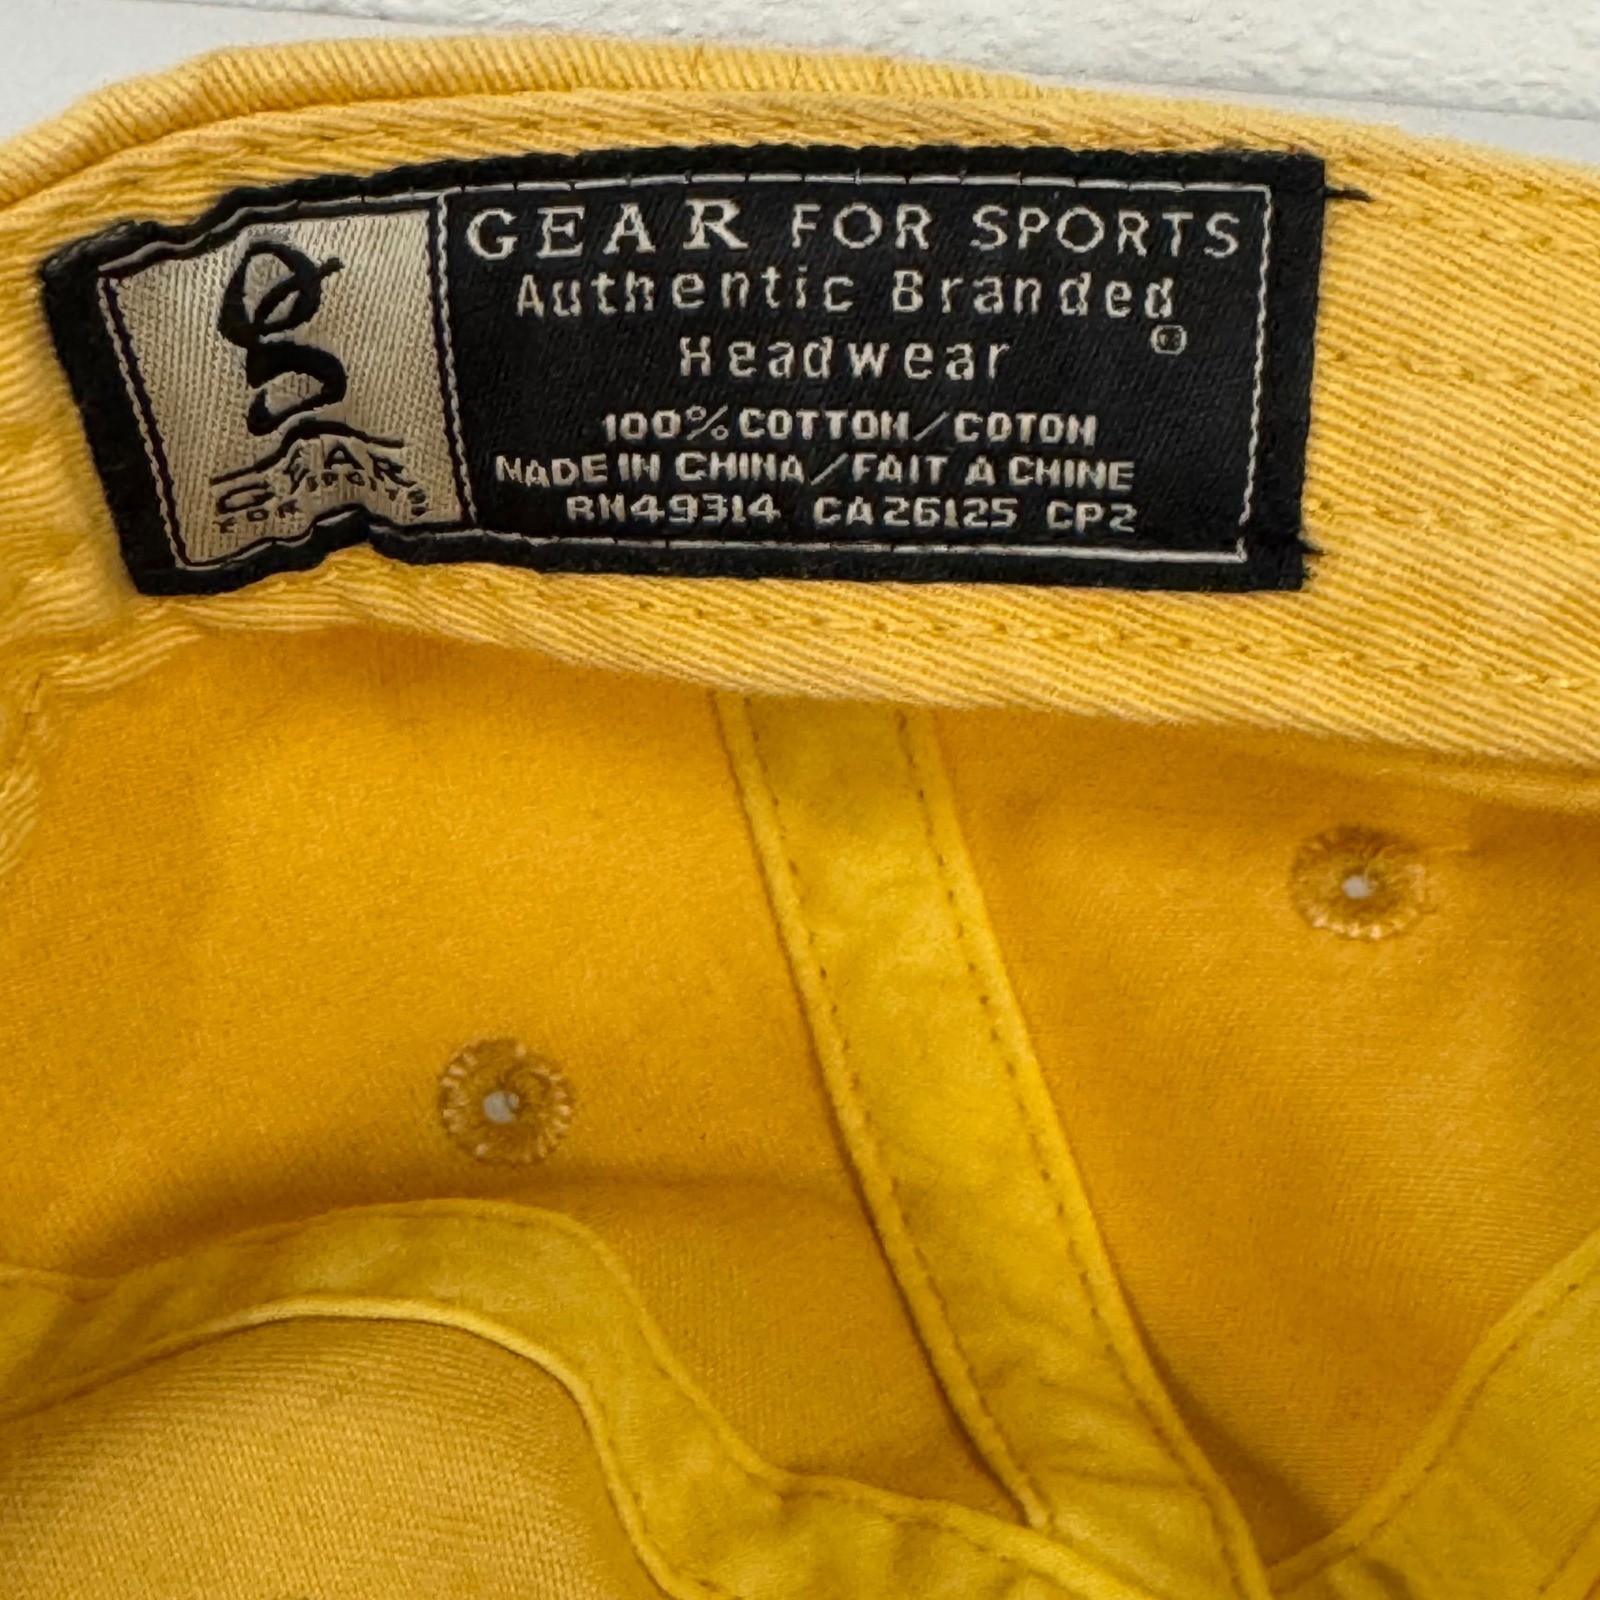 GEAR FOR SPORTS
GEAR FOR SPORTS
Authentic Branded
Headwear ®
100% COTTON/COTON
MADE IN CHINA/FAIT A CHINE
RN49314 CA26125 CP2